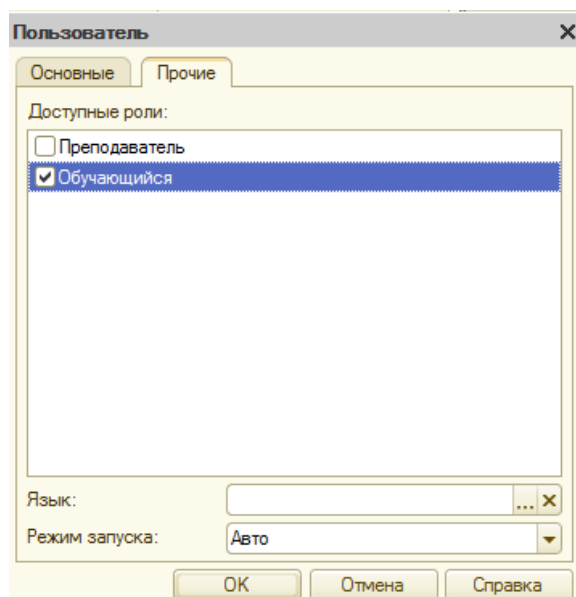 Пользователь
Основные Прочие
Доступные роли:
Преподаватель
Обучающийся
Язык:
Режим запуска: Авто
OK Отмена Справка